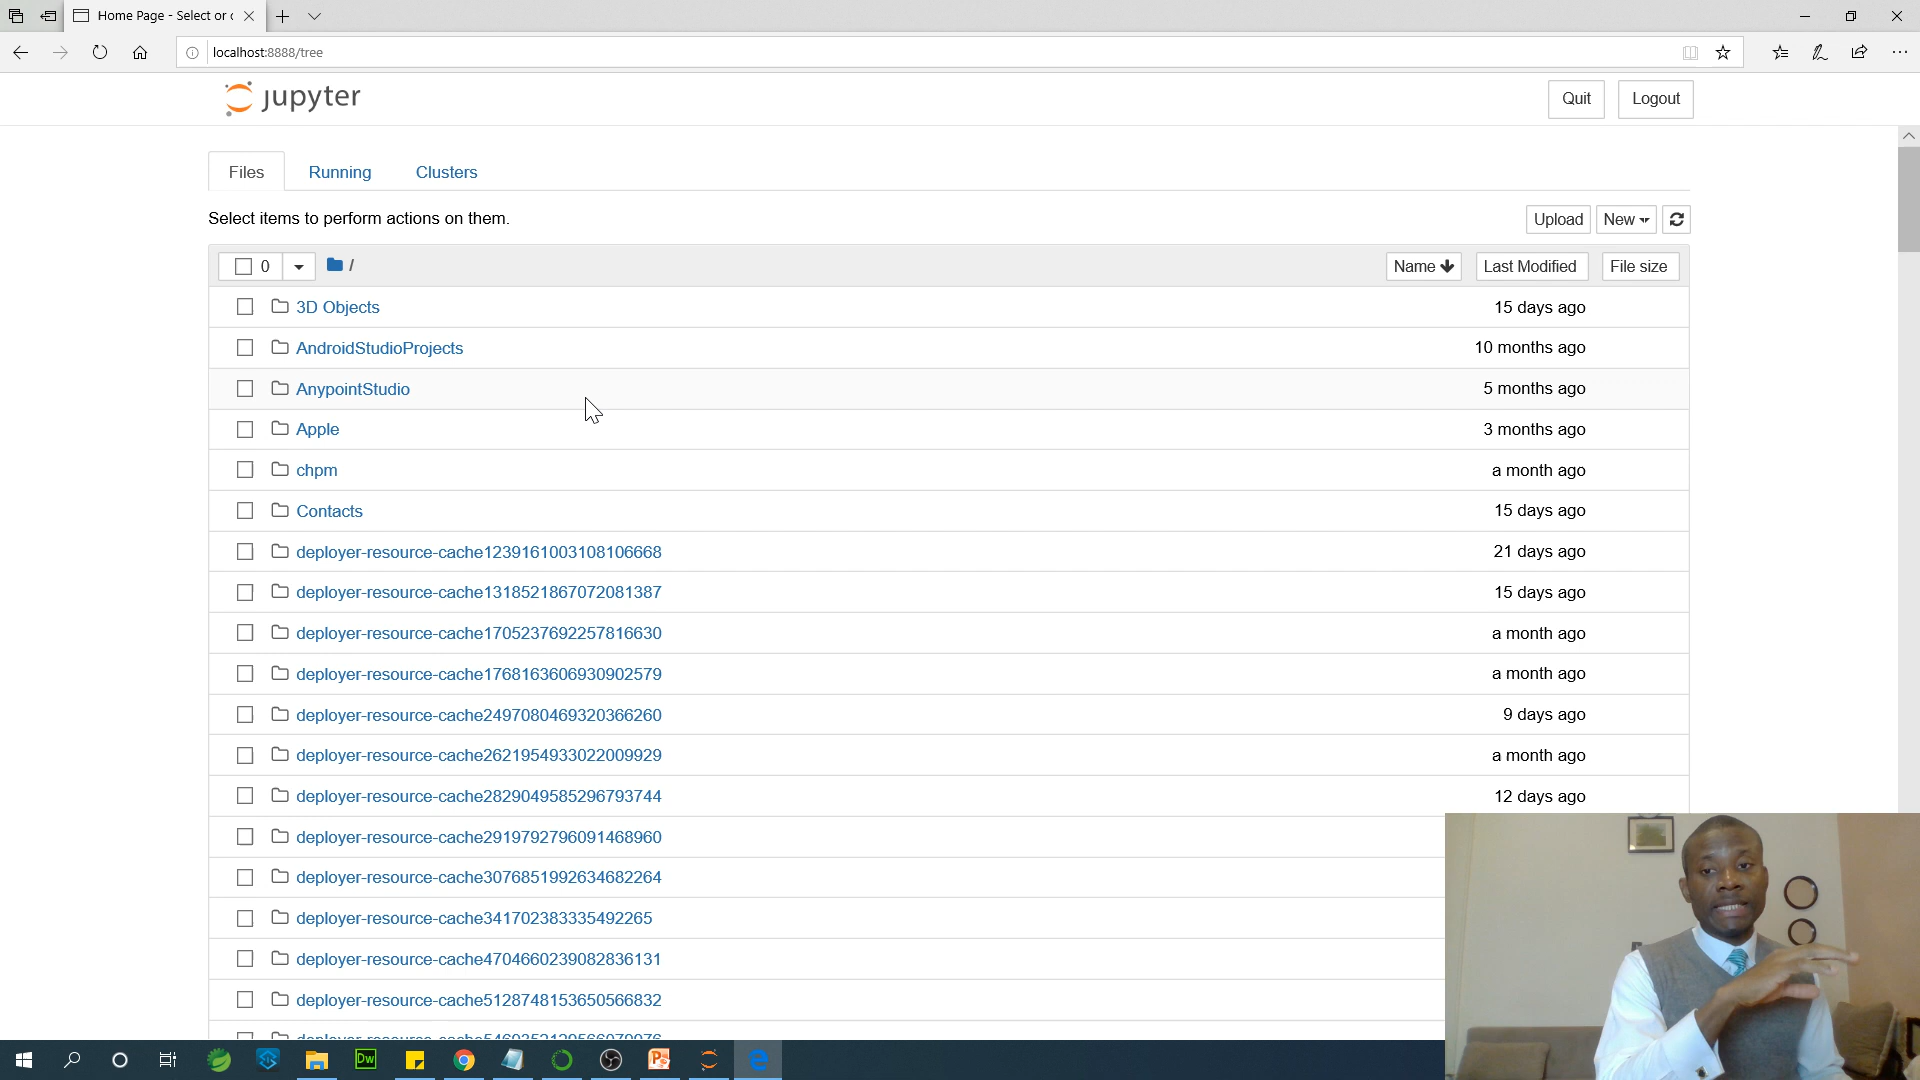 Home Page - Select or c
localhost:8888/tree
jupyter
Quit
Logout
Files
Running
Clusters
Select items to perform actions on them.
Upload
New
0
/
Name
Last Modified
File size
3D Objects 15 days ago
AndroidStudioProjects 10 months ago
AnypointStudio 5 months ago
Apple 3 months ago
chpm a month ago
Contacts 15 days ago
deployer-resource-cache1239161003108106668 21 days ago
deployer-resource-cache1318521867072081387 15 days ago
deployer-resource-cache1705237692257816630 a month ago
deployer-resource-cache1768163606930902579 a month ago
deployer-resource-cache2497080469320366260 9 days ago
deployer-resource-cache2621954933022009929 a month ago
deployer-resource-cache2829049585296793744 12 days ago
deployer-resource-cache2919792796091468960
deployer-resource-cache3076851992634682264
deployer-resource-cache341702383335492265
deployer-resource-cache4704660239082836131
deployer-resource-cache5128748153650566832
Dw